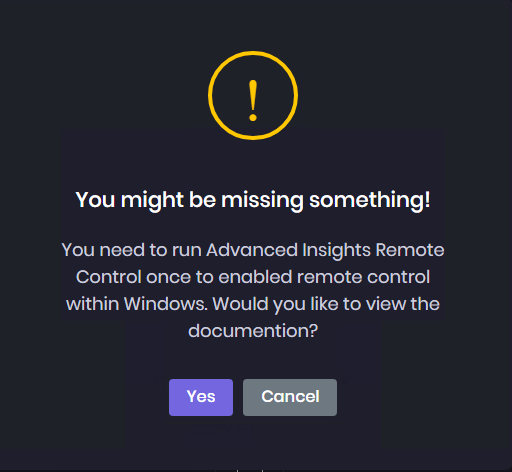 !
You might be missing something!
You need to run Advanced Insights Remote
Control once to enabled remote control
within Windows. Would you like to view the
documention?
Yes
Cancel